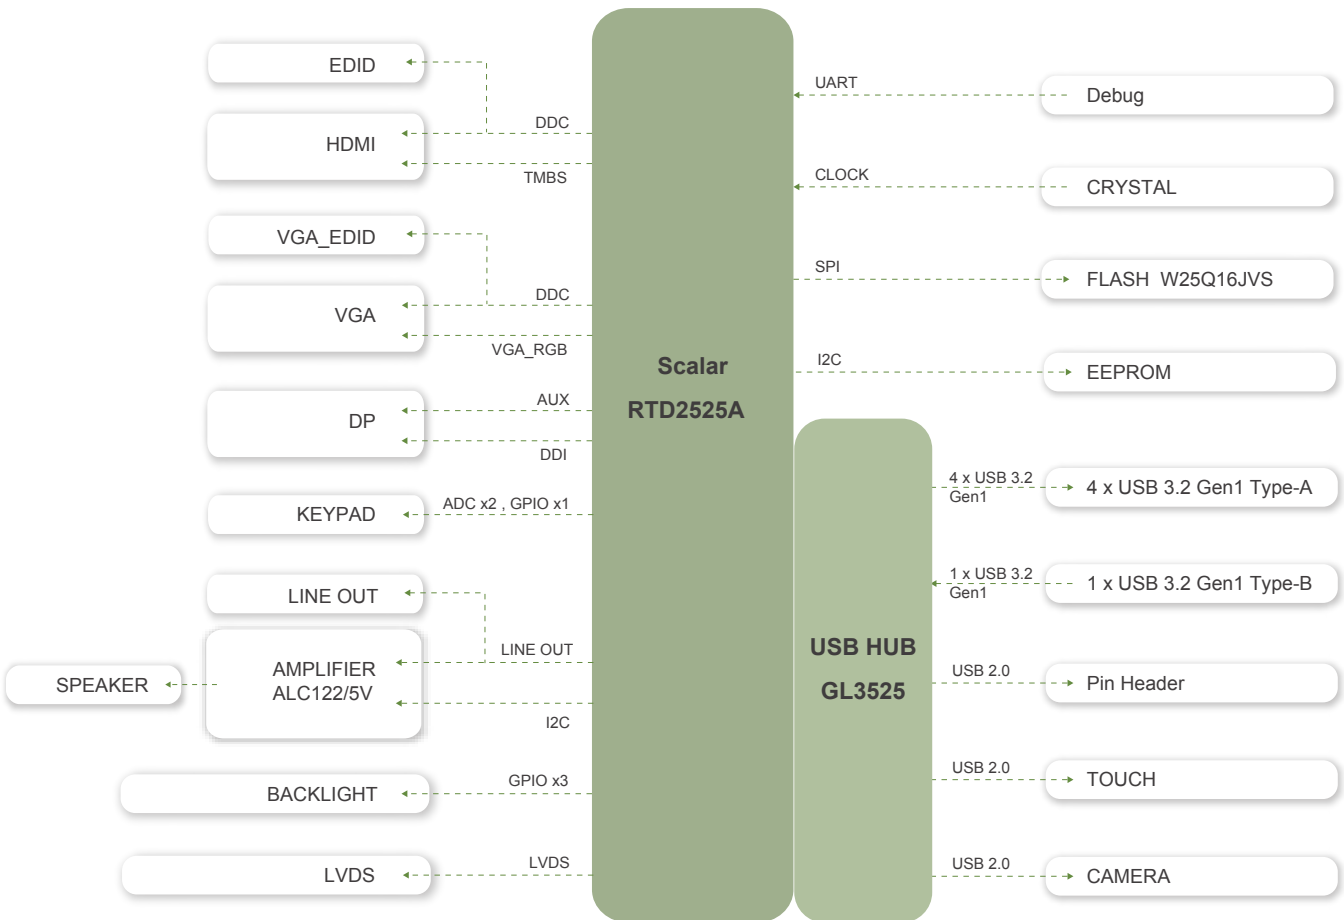 EDID
DDC
HDMI
TMBS
VGA_EDID
DDC
VGA
VGA_RGB
AUX
DP
DDI
ADC x2 , GPIO x1
KEYPAD
LINE OUT
LINE OUT
AMPLIFIER
ALC122/5V
SPEAKER
I2C
GPIO x3
BACKLIGHT
LVDS
LVDS
Scalar
RTD2525A
UART
Debug
CLOCK
CRYSTAL
SPI
FLASH W25Q16JVS
I2C
EEPROM
USB HUB
GL3525
4 x USB 3.2
Gen1
4 x USB 3.2 Gen1 Type-A
1 x USB 3.2
Gen1
1 x USB 3.2 Gen1 Type-B
USB 2.0
Pin Header
USB 2.0
TOUCH
USB 2.0
CAMERA